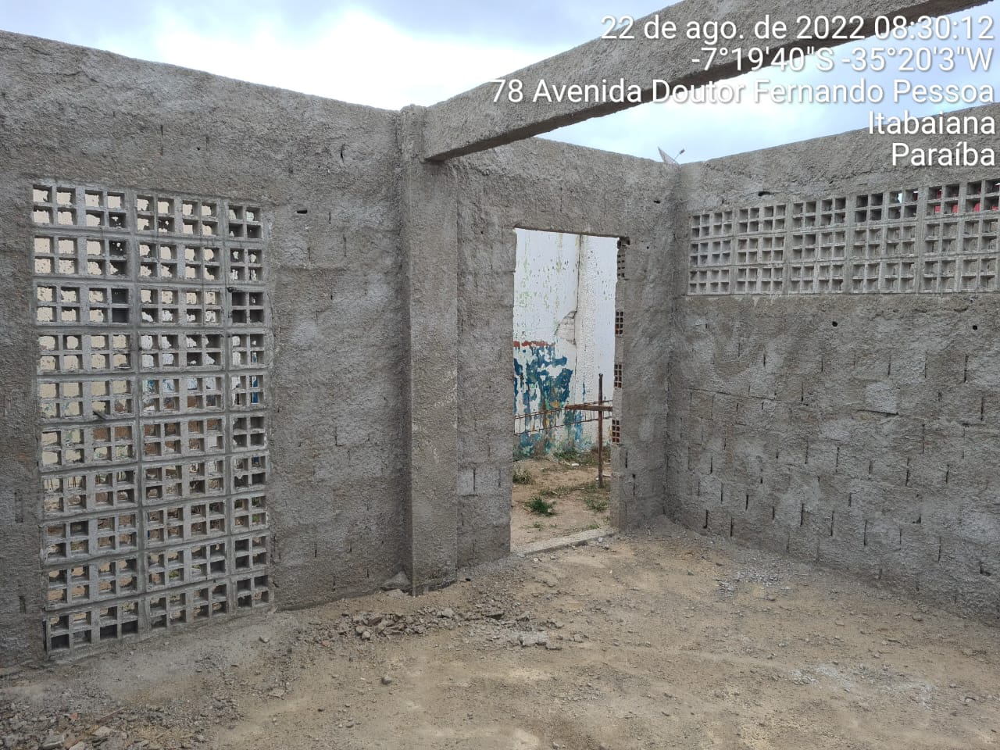 22 de ago. de 2022 08:30:12
-7°19'40"S -35°20'3"W
78 Avenida Doutor Fernando Pessoa
Itabaiana
Paraíba